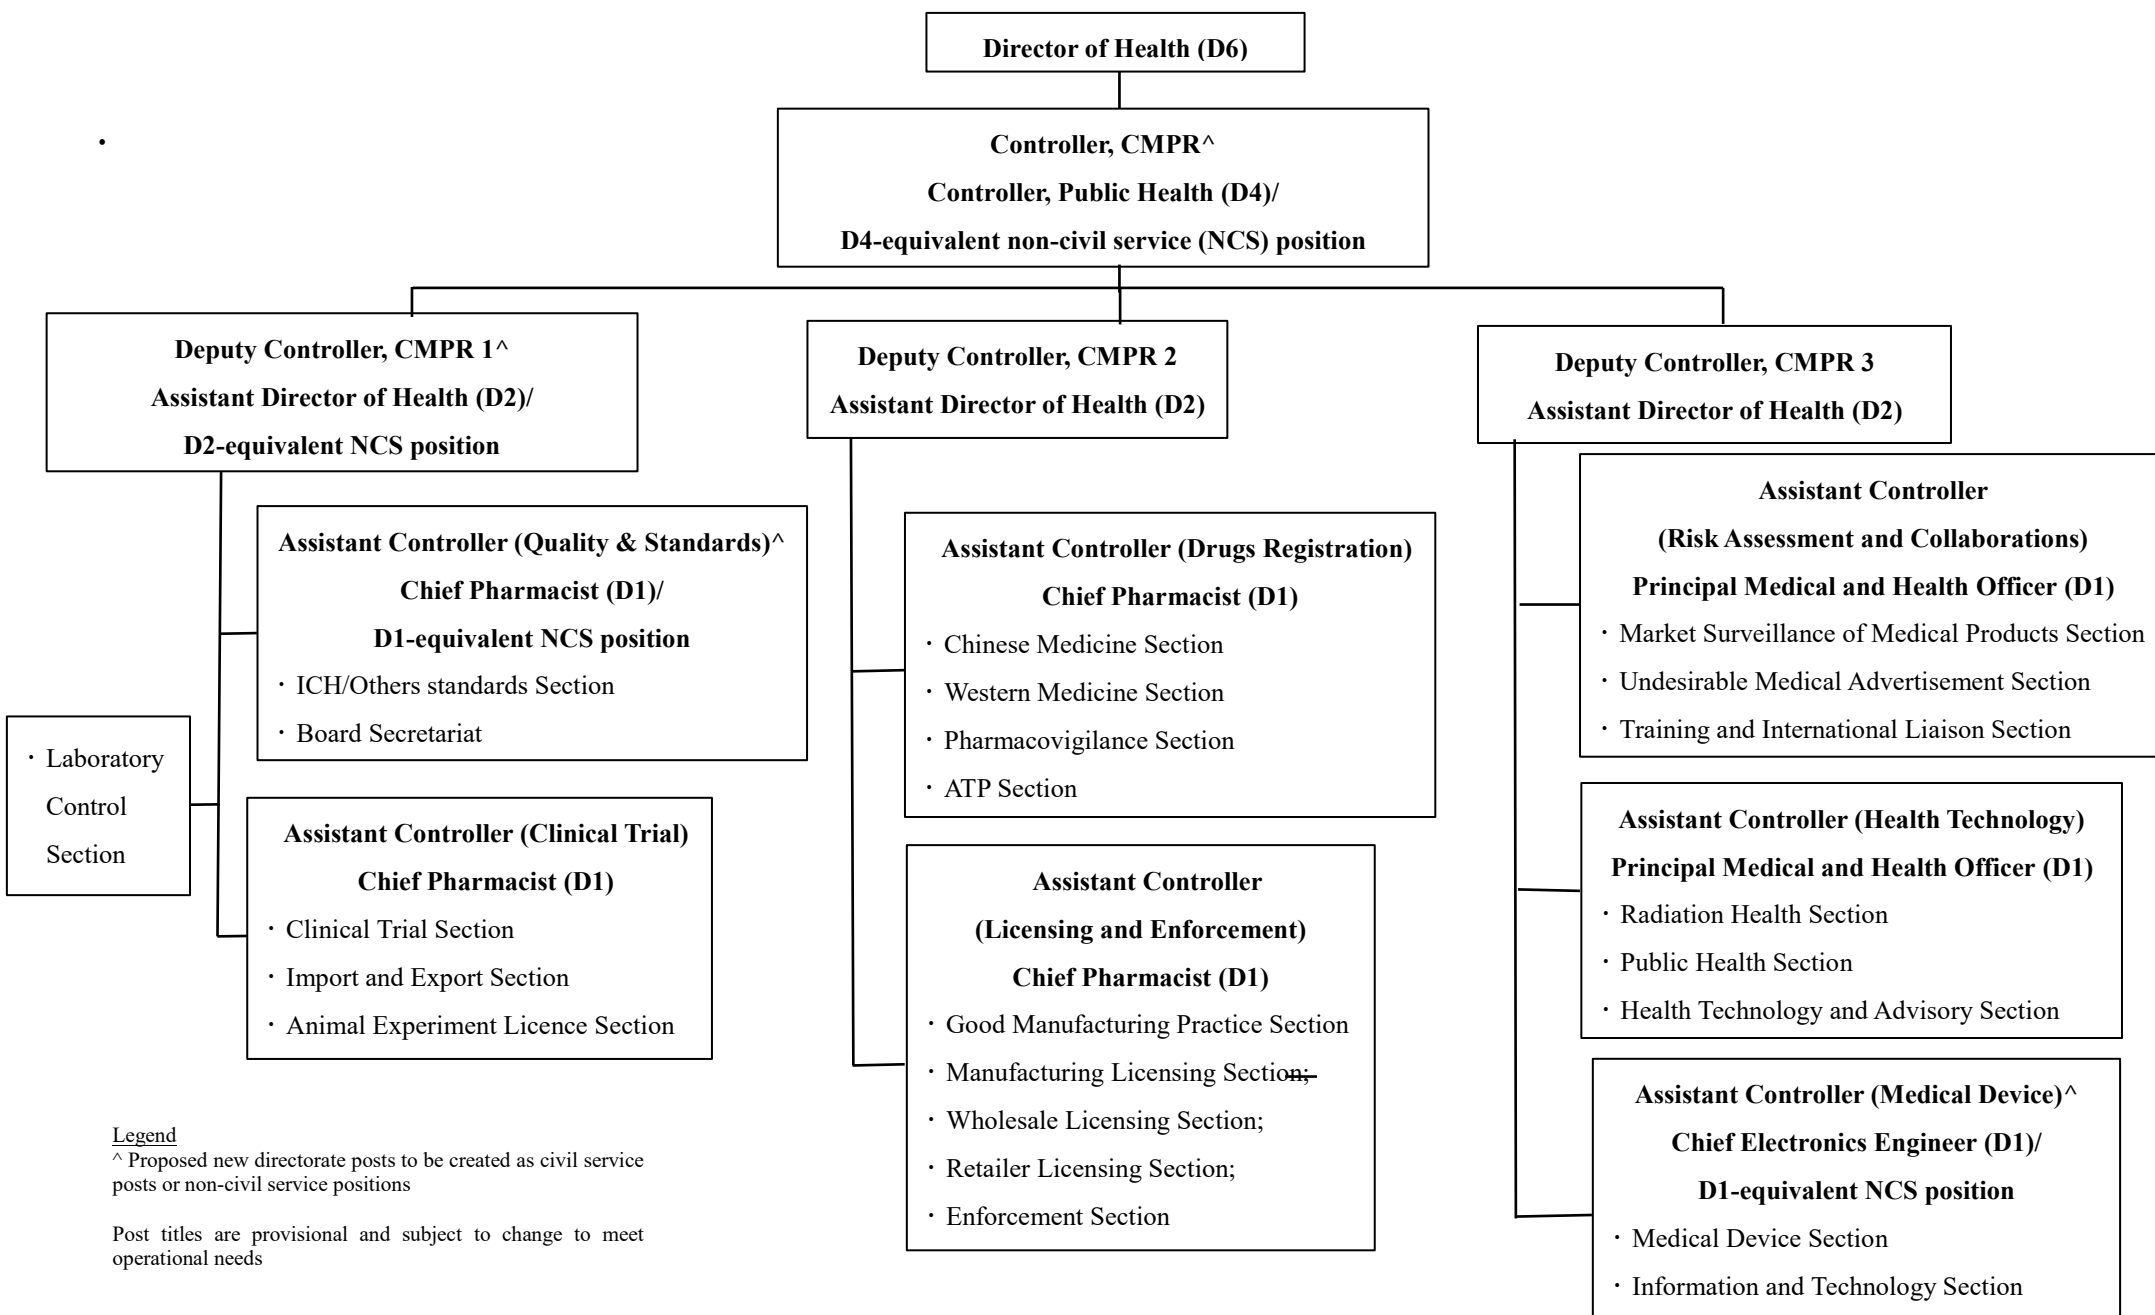 Director of Health (D6)
Controller, CMPR^
Controller, Public Health (D4)/
D4-equivalent non-civil service (NCS) position
Deputy Controller, CMPR 1^
Assistant Director of Health (D2)/
D2-equivalent NCS position
Assistant Controller (Quality & Standards)^
Chief Pharmacist (D1)/
D1-equivalent NCS position
· ICH/Others standards Section
· Board Secretariat
· Laboratory
Control
Section
Assistant Controller (Clinical Trial)
Chief Pharmacist (D1)
· Clinical Trial Section
· Import and Export Section
· Animal Experiment Licence Section
Deputy Controller, CMPR 2
Assistant Director of Health (D2)
Assistant Controller (Drugs Registration)
Chief Pharmacist (D1)
· Chinese Medicine Section
· Western Medicine Section
· Pharmacovigilance Section
· ATP Section
Assistant Controller
(Licensing and Enforcement)
Chief Pharmacist (D1)
· Good Manufacturing Practice Section
· Manufacturing Licensing Section;
· Wholesale Licensing Section;
· Retailer Licensing Section;
· Enforcement Section
Deputy Controller, CMPR 3
Assistant Director of Health (D2)
Assistant Controller
(Risk Assessment and Collaborations)
Principal Medical and Health Officer (D1)
· Market Surveillance of Medical Products Section
· Undesirable Medical Advertisement Section
· Training and International Liaison Section
Assistant Controller (Health Technology)
Principal Medical and Health Officer (D1)
· Radiation Health Section
· Public Health Section
· Health Technology and Advisory Section
Assistant Controller (Medical Device)^
Chief Electronics Engineer (D1)/
D1-equivalent NCS position
· Medical Device Section
· Information and Technology Section
Legend
^ Proposed new directorate posts to be created as civil service
posts or non-civil service positions
Post titles are provisional and subject to change to meet
operational needs